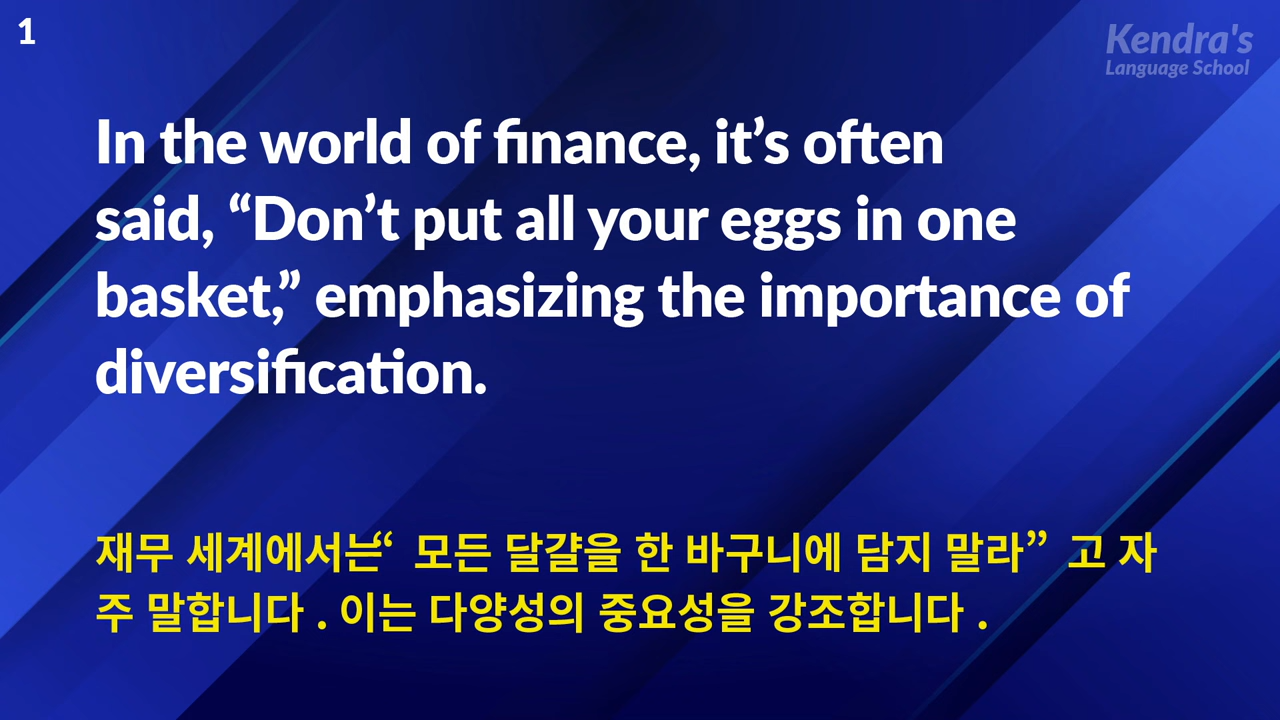 1
Kendra's
Language School
In the world of finance, it’s often
said, “Don’t put all your eggs in one
basket,” emphasizing the importance of
diversification.
재무 세계에서는“ 모든 달걀을 한 바구니에 담지 말라” 고 자
주 말합니다 . 이는 다양성의 중요성을 강조합니다 .